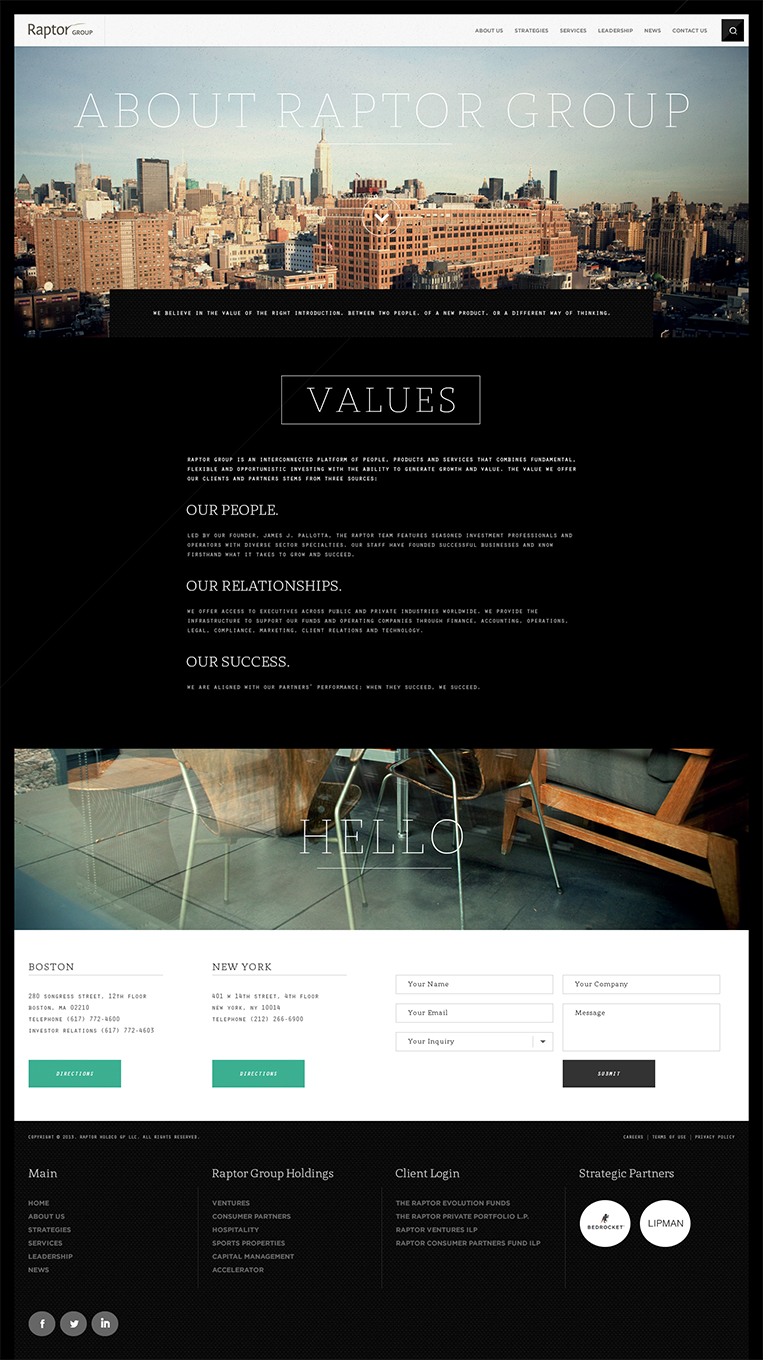 Raptor GROUP
ABOUT US STRATEGIES SERVICES LEADERSHIP NEWS CONTACT US
ABOUT RAPTOR GROUP
WE BELIEVE IN THE VALUE OF THE RIGHT INTRODUCTION. BETWEEN TWO PEOPLE. OF A NEW PRODUCT. OR A DIFFERENT WAY OF THINKING.
VALUES
RAPTOR GROUP IS AN INTERCONNECTED PLATFORM OF PEOPLE, PRODUCTS AND SERVICES THAT COMBINES FUNDAMENTAL,
FLEXIBLE AND OPPORTUNISTIC INVESTING WITH THE ABILITY TO GENERATE GROWTH AND VALUE. THE VALUE WE OFFER
OUR CLIENTS AND PARTNERS STEMS FROM THREE SOURCES:
OUR PEOPLE.
LED BY OUR FOUNDER, JAMES J. PALLOTTA, THE RAPTOR TEAM FEATURES SEASONED INVESTMENT PROFESSIONALS AND
OPERATORS WITH DIVERSE SECTOR SPECIALTIES. OUR STAFF HAVE FOUNDED SUCCESSFUL BUSINESSES AND KNOW
FIRSTHAND WHAT IT TAKES TO GROW AND SUCCEED.
OUR RELATIONSHIPS.
WE OFFER ACCESS TO EXECUTIVES ACROSS PUBLIC AND PRIVATE INDUSTRIES WORLDWIDE. WE PROVIDE THE
INFRASTRUCTURE TO SUPPORT OUR FUNDS AND OPERATING COMPANIES THROUGH FINANCE, ACCOUNTING, OPERATIONS,
LEGAL, COMPLIANCE, MARKETING, CLIENT RELATIONS AND TECHNOLOGY.
OUR SUCCESS.
WE ARE ALIGNED WITH OUR PARTNERS' PERFORMANCE: WHEN THEY SUCCEED, WE SUCCEED.
HELLO
BOSTON
280 SONGRESS STREET, 12TH FLOOR
BOSTON, MA 02210
TELEPHONE (617) 772-4600
INVESTOR RELATIONS (617) 772-4603
DIRECTIONS
NEW YORK
401 W 14TH STREET, 4TH FLOOR
NEW YORK, NY 10014
TELEPHONE (212) 266-6900
DIRECTIONS
Your Name
Your Company
Your Email
Message
Your Inquiry
SUBMIT
COPYRIGHT © 2013. RAPTOR HOLDCO GP LLC. ALL RIGHTS RESERVED.
CAREERS | TERMS OF USE | PRIVACY POLICY
Main
HOME
ABOUT US
STRATEGIES
SERVICES
LEADERSHIP
NEWS
Raptor Group Holdings
VENTURES
CONSUMER PARTNERS
HOSPITALITY
SPORTS PROPERTIES
CAPITAL MANAGEMENT
ACCELERATOR
Client Login
THE RAPTOR EVOLUTION FUNDS
THE RAPTOR PRIVATE PORTFOLIO L.P.
RAPTOR VENTURES ILP
RAPTOR CONSUMER PARTNERS FUND ILP
Strategic Partners
BEDROCKET
LIPMAN
f
in